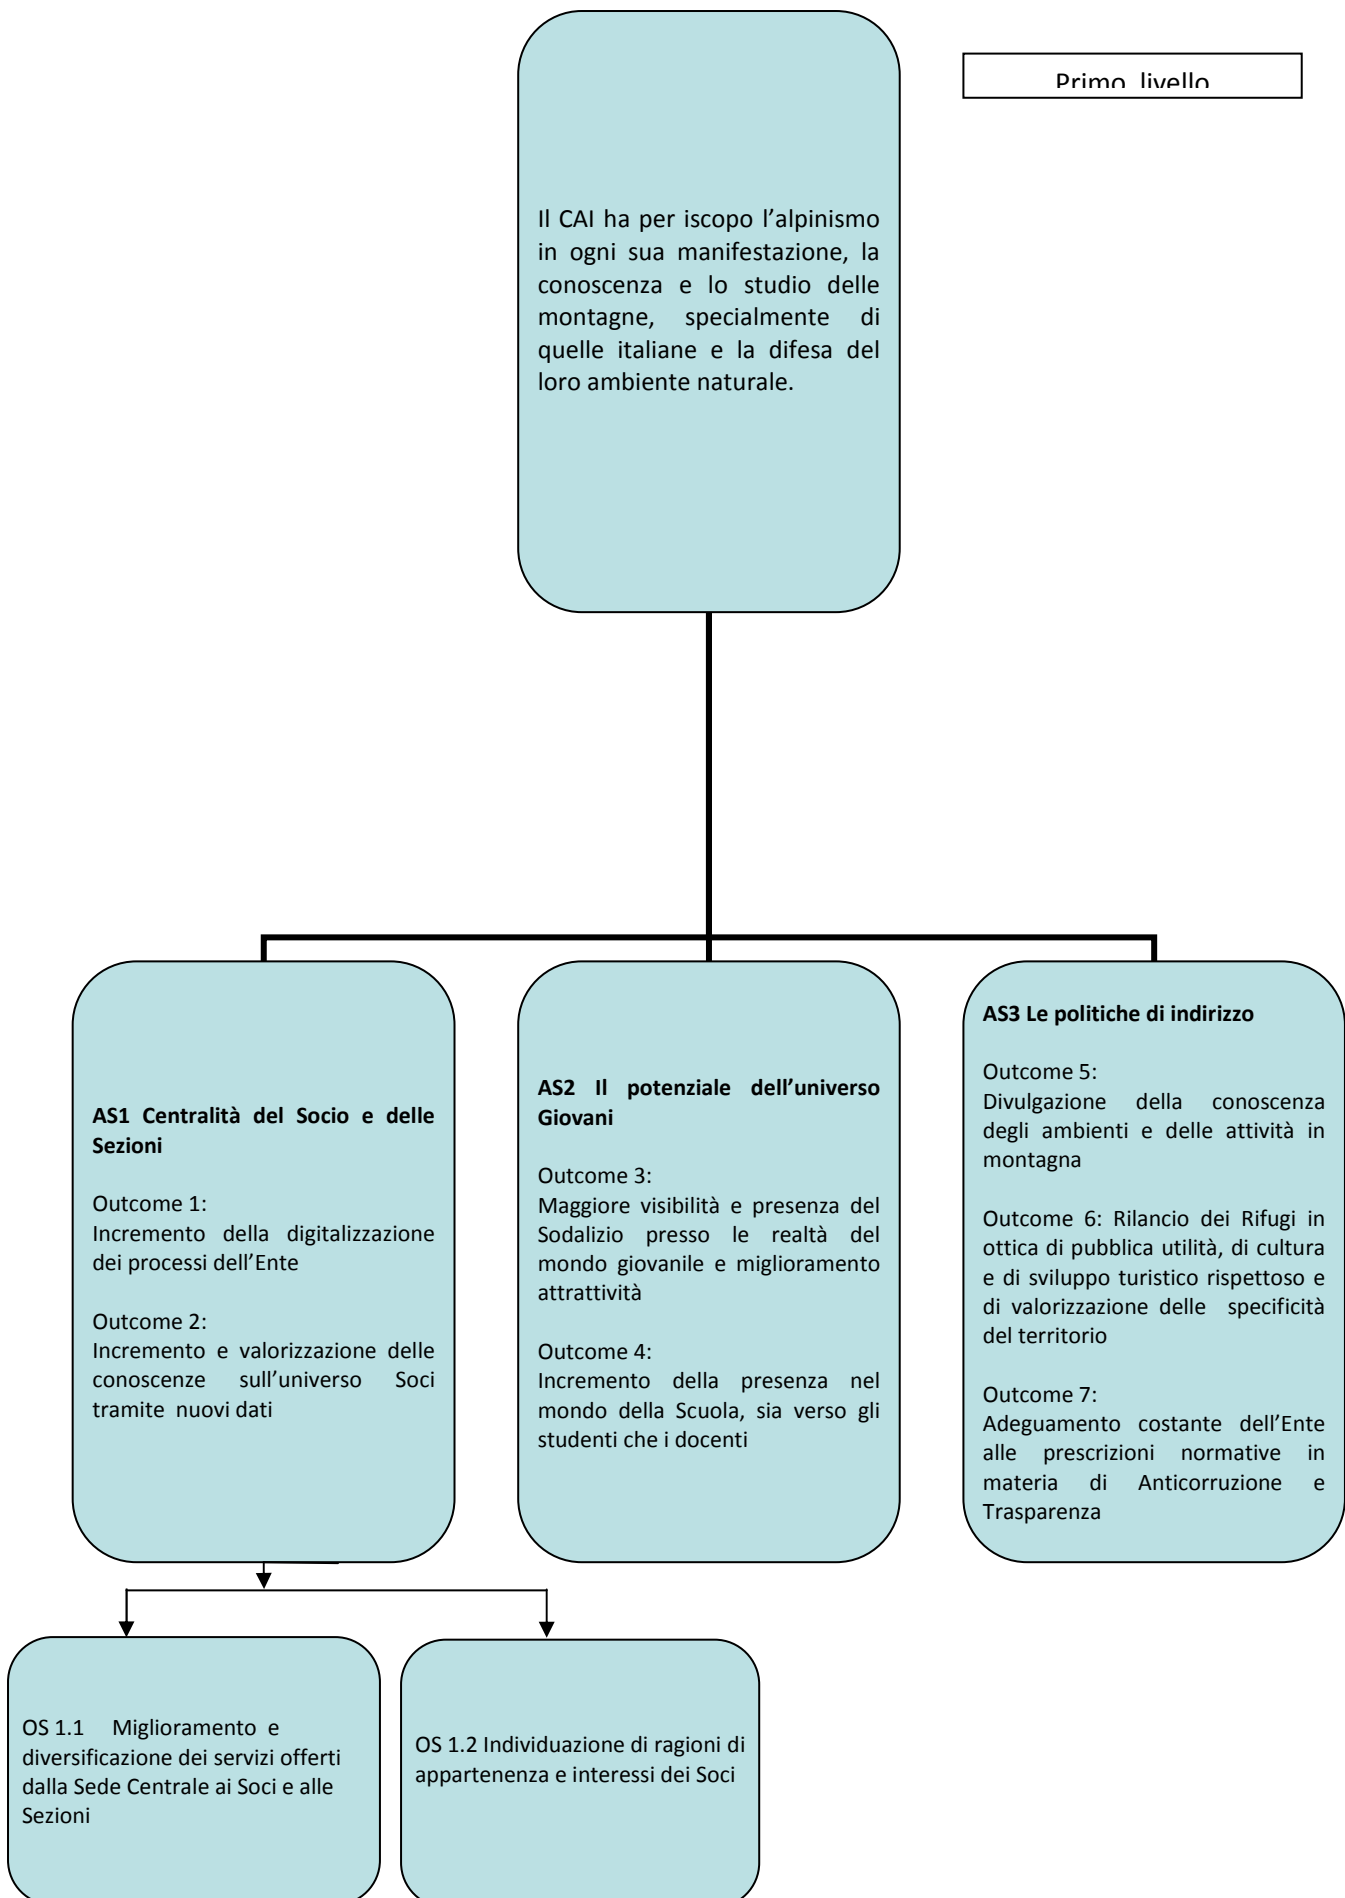 Primo livello
Il CAI ha per iscopo l’alpinismo
in ogni sua manifestazione, la
conoscenza e lo studio delle
montagne, specialmente di
quelle italiane e la difesa del
loro ambiente naturale.
AS1 Centralità del Socio e delle
Sezioni
Outcome 1:
Incremento della digitalizzazione
dei processi dell’Ente
Outcome 2:
Incremento e valorizzazione delle
conoscenze sull’universo Soci
tramite nuovi dati
AS2 Il potenziale dell’universo
Giovani
Outcome 3:
Maggiore visibilità e presenza del
Sodalizio presso le realtà del
mondo giovanile e miglioramento
attrattività
Outcome 4:
Incremento della presenza nel
mondo della Scuola, sia verso gli
studenti che i docenti
AS3 Le politiche di indirizzo
Outcome 5:
Divulgazione della conoscenza
degli ambienti e delle attività in
montagna
Outcome 6: Rilancio dei Rifugi in
ottica di pubblica utilità, di cultura
e di sviluppo turistico rispettoso e
di valorizzazione delle specificità
del territorio
Outcome 7:
Adeguamento costante dell’Ente
alle prescrizioni normative in
materia di Anticorruzione e
Trasparenza
OS 1.1 Miglioramento e
diversificazione dei servizi offerti
dalla Sede Centrale ai Soci e alle
Sezioni
OS 1.2 Individuazione di ragioni di
appartenenza e interessi dei Soci